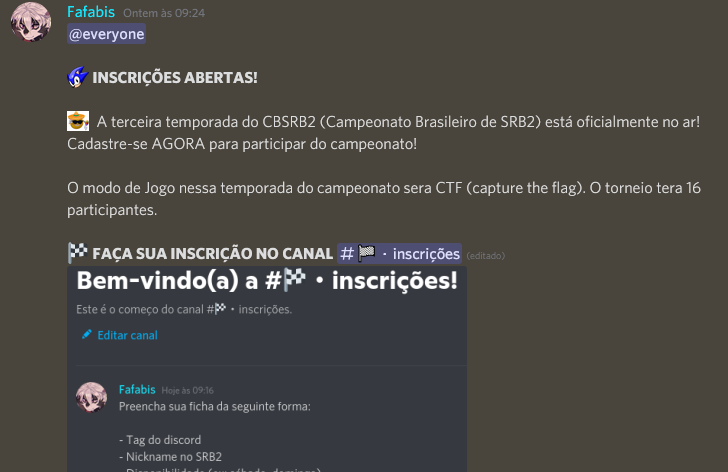 Fafabis Ontem às 09:24
@everyone
INSCRIÇÕES ABERTAS!
A terceira temporada do CBSRB2 (Campeonato Brasileiro de SRB2) está oficialmente no ar!
Cadastre-se AGORA para participar do campeonato!
O modo de Jogo nessa temporada do campeonato sera CTF (capture the flag). O torneio tera 16
participantes.
FAÇA SUA INSCRIÇÃO NO CANAL # · inscrições (editado)
Bem-vindo(a) a # · inscrições!
Este é o começo do canal # · inscrições.
Editar canal
Fafabis Hoje às 09:16
Preencha sua ficha da seguinte forma:
- Tag do discord
- Nickname no SRB2